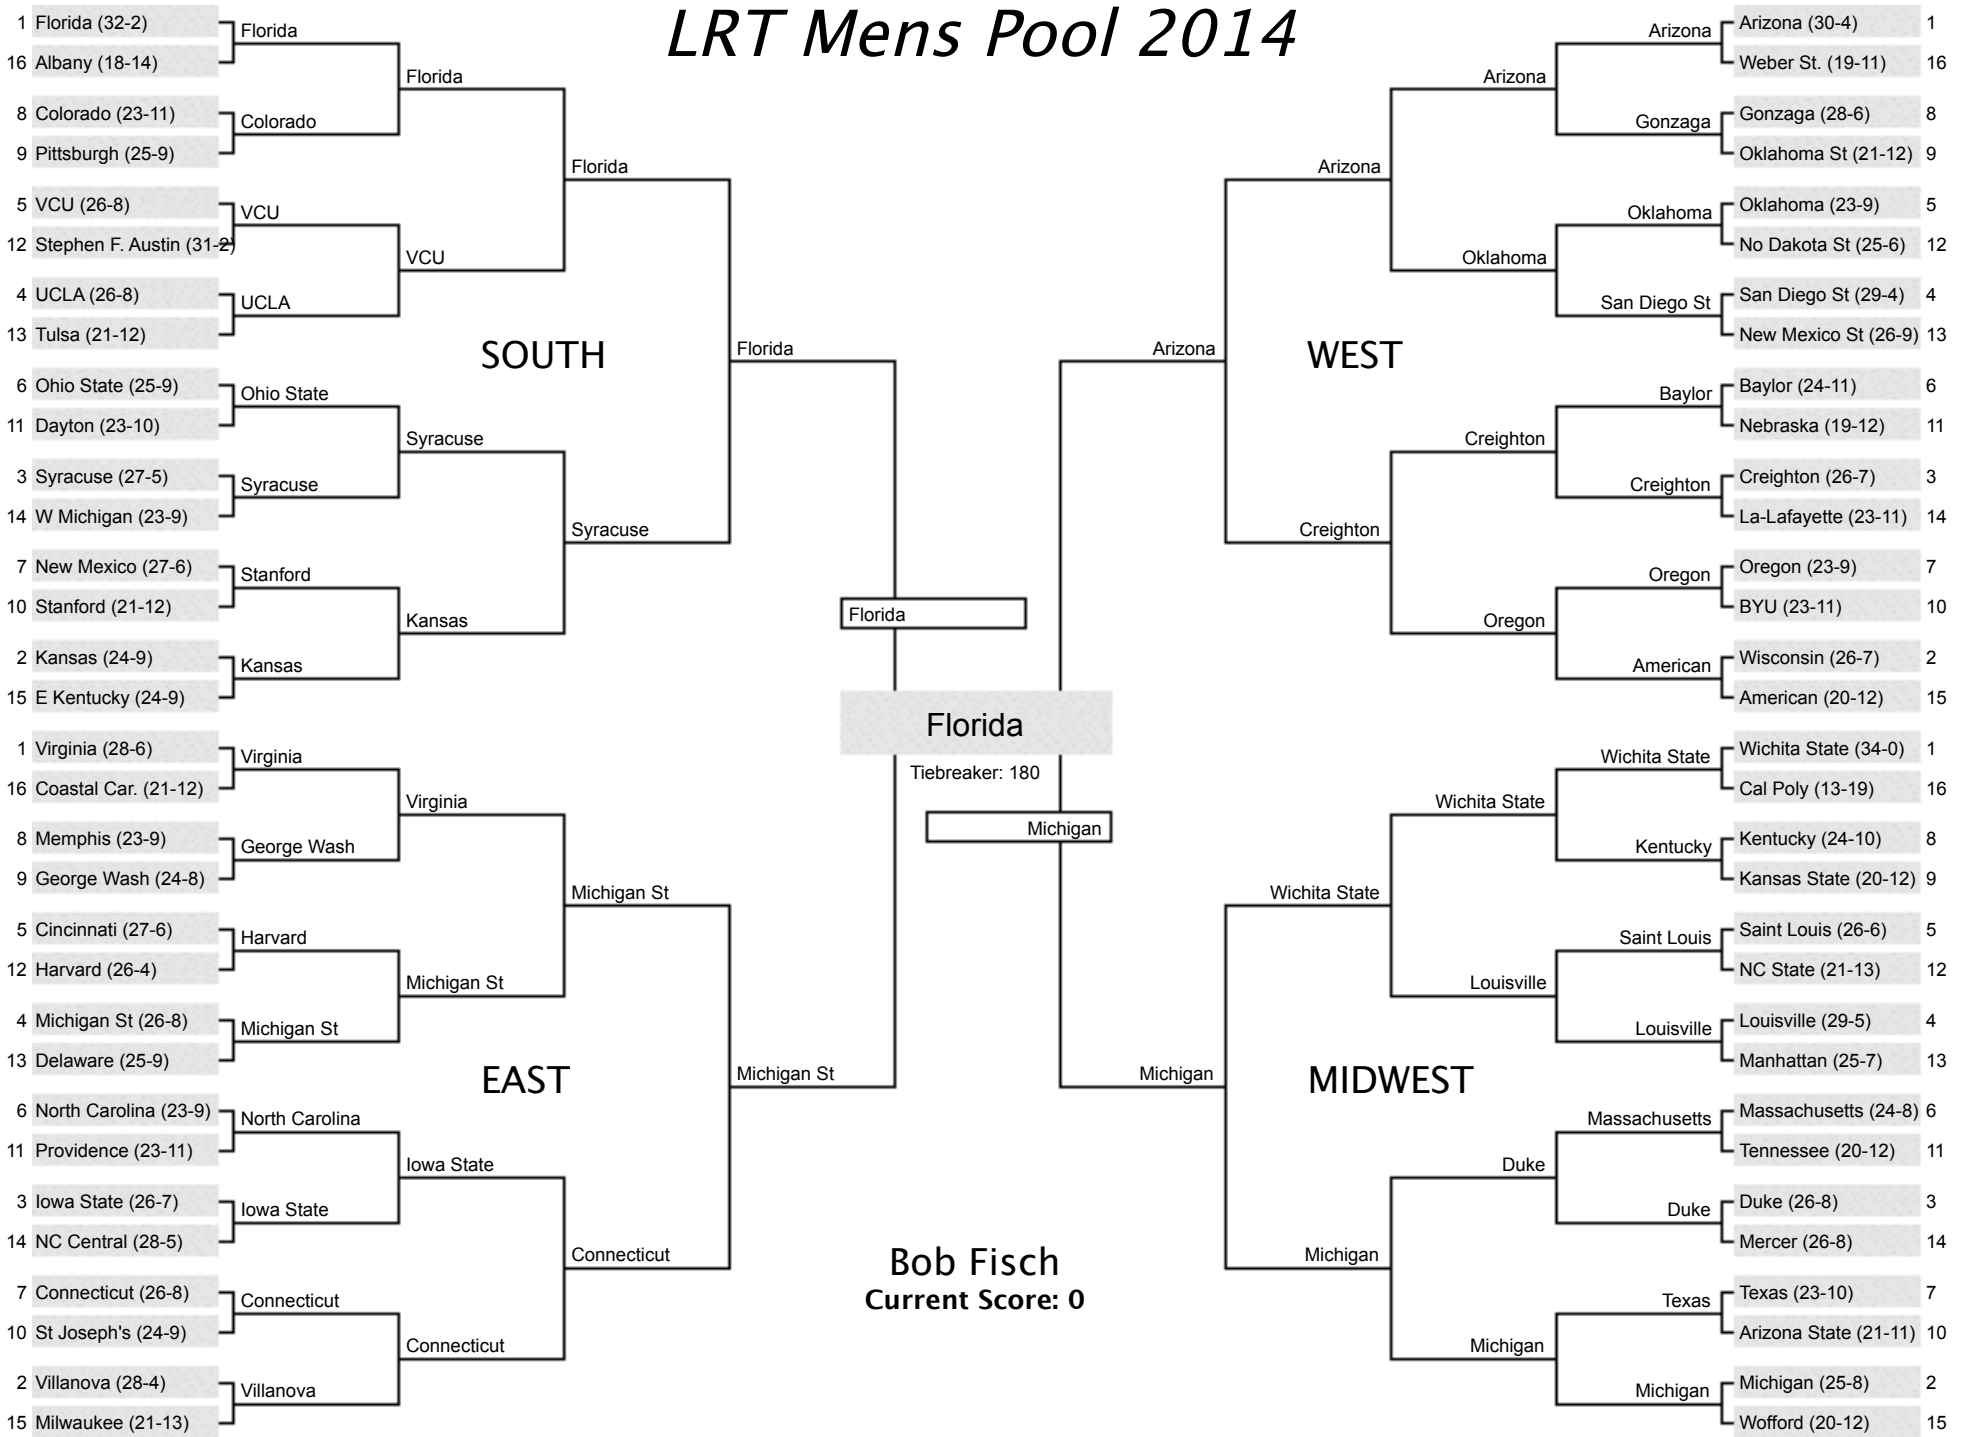 LRT Mens Pool 2014
1 Florida (32-2)
Florida
16 Albany (18-14)
Florida
8 Colorado (23-11)
Colorado
9 Pittsburgh (25-9)
Florida
5 VCU (26-8)
VCU
12 Stephen F. Austin (31-2)
VCU
4 UCLA (26-8)
UCLA
13 Tulsa (21-12)
SOUTH
Florida
6 Ohio State (25-9)
Ohio State
11 Dayton (23-10)
Syracuse
3 Syracuse (27-5)
Syracuse
14 W Michigan (23-9)
Syracuse
7 New Mexico (27-6)
Stanford
10 Stanford (21-12)
Kansas
2 Kansas (24-9)
Kansas
15 E Kentucky (24-9)
1 Virginia (28-6)
Virginia
16 Coastal Car. (21-12)
Virginia
8 Memphis (23-9)
George Wash
9 George Wash (24-8)
Michigan St
5 Cincinnati (27-6)
Harvard
12 Harvard (26-4)
Michigan St
4 Michigan St (26-8)
Michigan St
13 Delaware (25-9)
EAST
Michigan St
6 North Carolina (23-9)
North Carolina
11 Providence (23-11)
Iowa State
3 Iowa State (26-7)
Iowa State
14 NC Central (28-5)
Connecticut
7 Connecticut (26-8)
Connecticut
10 St Joseph's (24-9)
Connecticut
2 Villanova (28-4)
Villanova
15 Milwaukee (21-13)
Florida
Florida
Tiebreaker: 180
Michigan
Bob Fisch
Current Score: 0
Arizona (30-4) 1
Arizona
Weber St. (19-11) 16
Arizona
Gonzaga (28-6) 8
Gonzaga
Oklahoma St (21-12) 9
Arizona
Oklahoma (23-9) 5
Oklahoma
No Dakota St (25-6) 12
Oklahoma
San Diego St (29-4) 4
San Diego St
New Mexico St (26-9) 13
Arizona
WEST
Baylor (24-11) 6
Baylor
Nebraska (19-12) 11
Creighton
Creighton (26-7) 3
Creighton
La-Lafayette (23-11) 14
Creighton
Oregon (23-9) 7
Oregon
BYU (23-11) 10
Oregon
Wisconsin (26-7) 2
American
American (20-12) 15
Wichita State (34-0) 1
Wichita State
Cal Poly (13-19) 16
Wichita State
Kentucky (24-10) 8
Kentucky
Kansas State (20-12) 9
Wichita State
Saint Louis (26-6) 5
Saint Louis
NC State (21-13) 12
Louisville
Louisville (29-5) 4
Louisville
Manhattan (25-7) 13
Michigan
MIDWEST
Massachusetts (24-8) 6
Massachusetts
Tennessee (20-12) 11
Duke
Duke (26-8) 3
Duke
Mercer (26-8) 14
Michigan
Texas (23-10) 7
Texas
Arizona State (21-11) 10
Michigan
Michigan (25-8) 2
Michigan
Wofford (20-12) 15